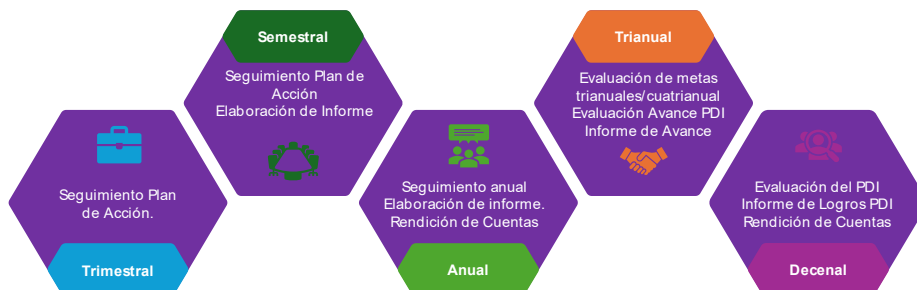 Semestral
Seguimiento Plan de
Acción
Elaboración de Informe
Trianual
Evaluación de metas
trianuales/cuatrianual
Evaluación Avance PDI
Informe de Avance
Seguimiento Plan
de Acción.
Trimestral
Seguimiento anual
Elaboración de informe.
Rendición de Cuentas
Anual
Evaluación del PDI
Informe de Logros PDI
Rendición de Cuentas
Decenal